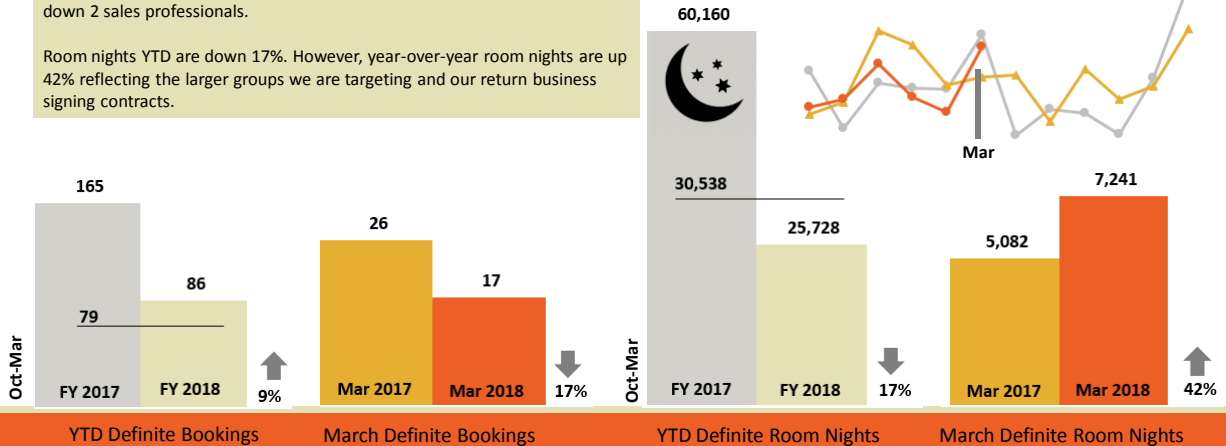 down 2 sales professionals.
Room nights YTD are down 17%. However, year-over-year room nights are up
42% reflecting the larger groups we are targeting and our return business
signing contracts.
165
86
79
Oct-Mar
FY 2017
FY 2018
9%
26
17
Mar 2017
Mar 2018
17%
60,160
30,538
25,728
Oct-Mar
FY 2017
FY 2018
17%
Mar
5,082
7,241
Mar 2017
Mar 2018
42%
YTD Definite Bookings
March Definite Bookings
YTD Definite Room Nights
March Definite Room Nights